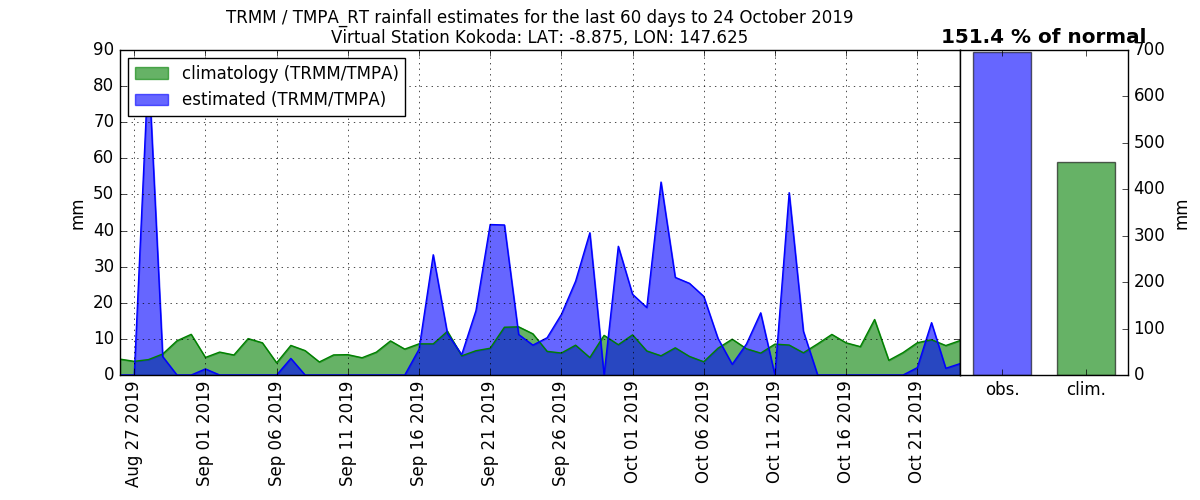 TRMM / TMPA_RT rainfall estimates for the last 60 days to 24 October 2019
Virtual Station Kokoda: LAT: -8.875, LON: 147.625
151.4 % of normal
climatology (TRMM/TMPA)
estimated (TRMM/TMPA)
90
80
70
60
50
40
30
20
10
0
mm
Aug 27 2019
Sep 01 2019
Sep 06 2019
Sep 11 2019
Sep 16 2019
Sep 21 2019
Sep 26 2019
Oct 01 2019
Oct 06 2019
Oct 11 2019
Oct 16 2019
Oct 21 2019
obs.
clim.
700
600
500
400
300
200
100
0
mm